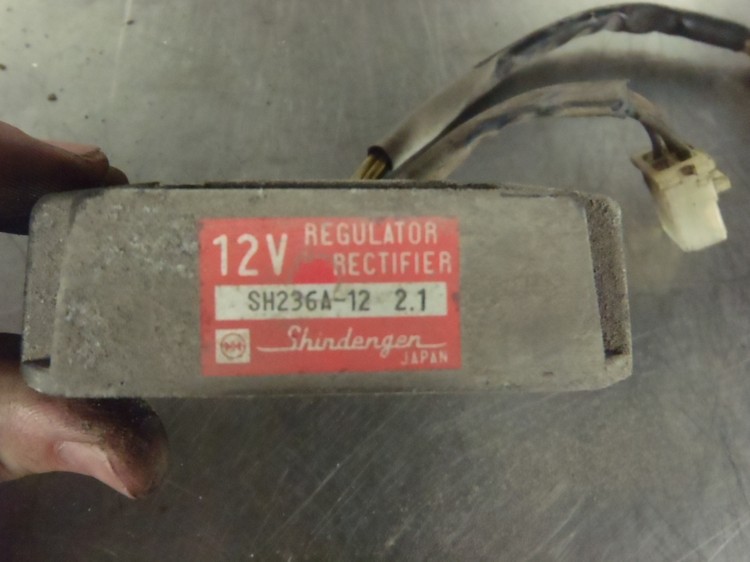 12V REGULATOR
RECTIFIER
SH236A-12 2.1
Shindengen
JAPAN